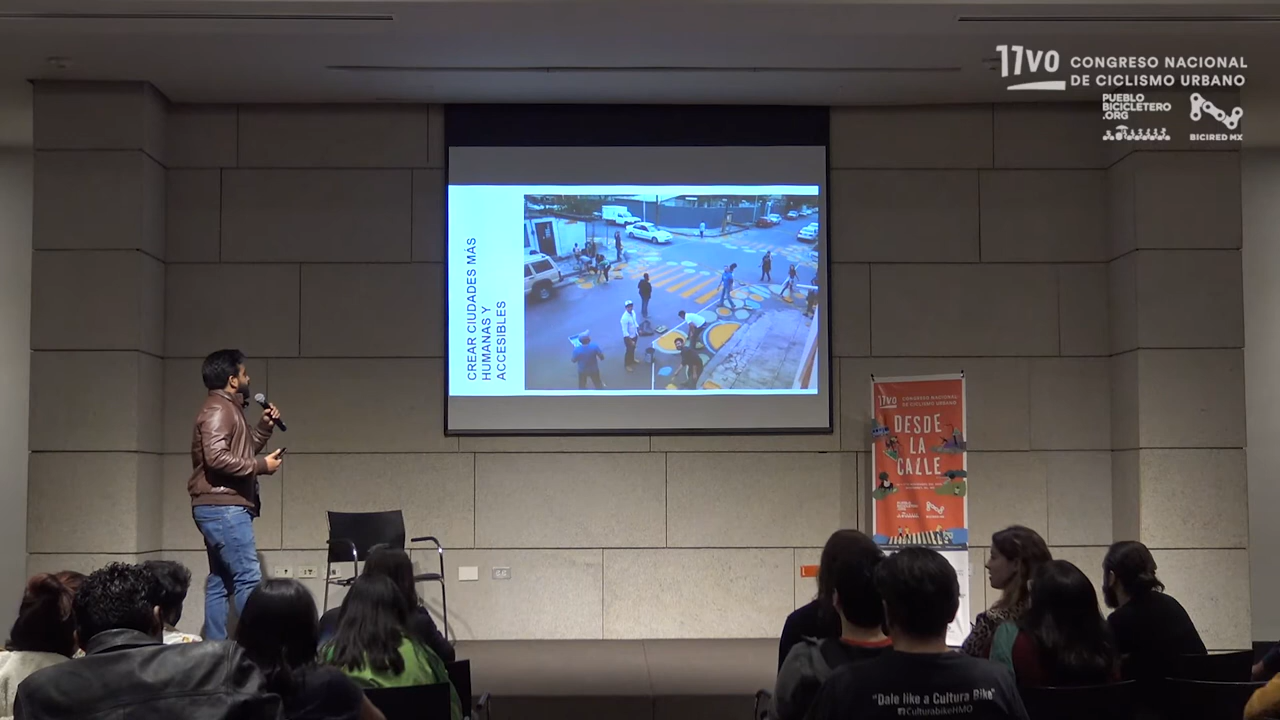 11VO
CONGRESO NACIONAL
DE CICLISMO URBANO
PUEBLO
BICICLETERO
.ORG
BICIRED MX
CREAR CIUDADES MÁS
HUMANAS Y
ACCESIBLES
11VO
CONGRESO NACIONAL
DE CICLISMO URBANO
DESDE
LA
CALLE
"Dale like a Cultura Bike"
CulturabikeHMO